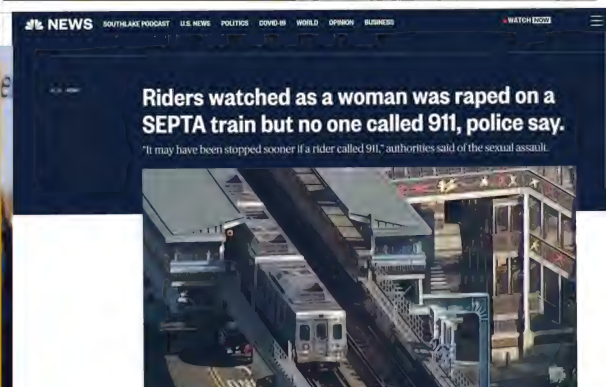 NEWS SOUTHLAKE PODCAST U.S. NEWS POLITICS COVID-19 WORLD OPINION BUSINESS WATCH NOW
U.S. NEWS
Riders watched as a woman was raped on a
SEPTA train but no one called 911, police say.
"It may have been stopped sooner if a rider called 911," authorities said of the sexual assault.